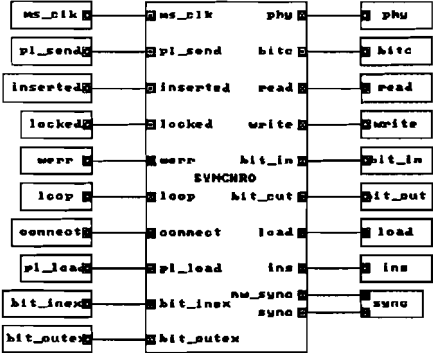 ms_clk ms_clk phy phy
pl_send pl_send bitc bitc
inserted inserted read read
locked locked write write
werr werr bit_in bit_in
SYNCHRO
loop loop bit_out bit_out
connect connect load load
pl_load pl_load ins ins
bit_inex bit_inex nw_sync sync
bit_outex bit_outex sync